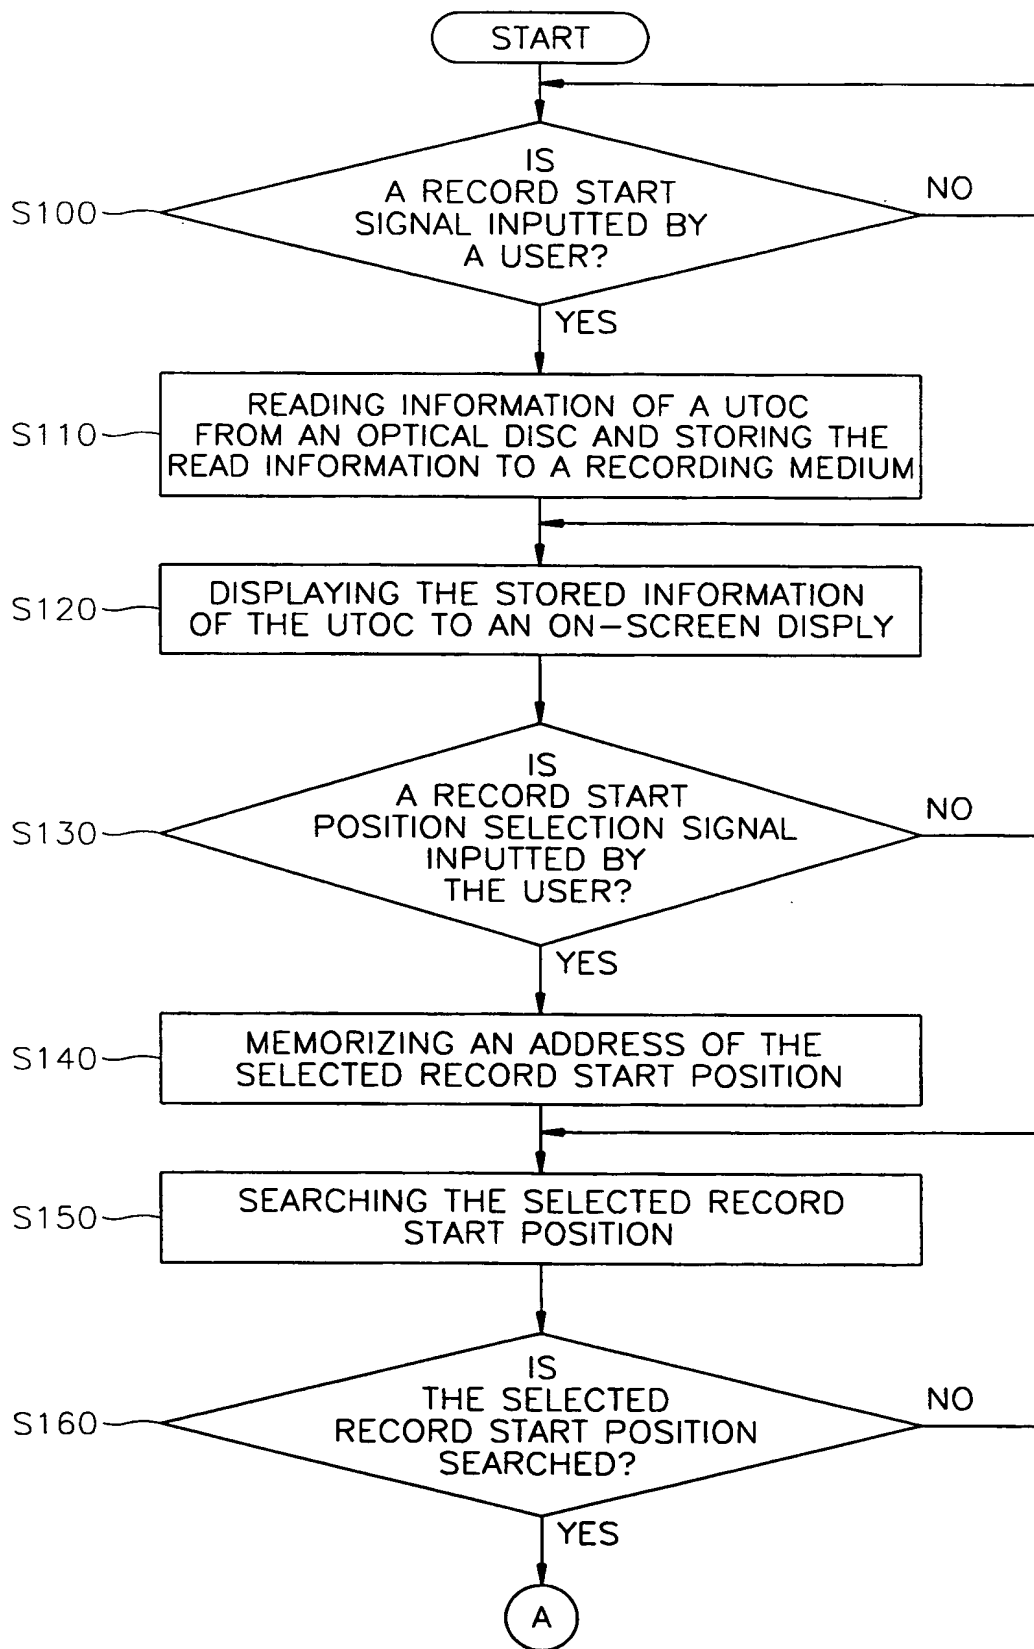 START
IS
A RECORD START
SIGNAL INPUTTED BY
A USER?
NO
S100
YES
READING INFORMATION OF A UTOC
FROM AN OPTICAL DISC AND STORING THE
READ INFORMATION TO A RECORDING MEDIUM
S110
DISPLAYING THE STORED INFORMATION
OF THE UTOC TO AN ON-SCREEN DISPLY
S120
IS
A RECORD START
POSITION SELECTION SIGNAL
INPUTTED BY
THE USER?
NO
S130
YES
MEMORIZING AN ADDRESS OF THE
SELECTED RECORD START POSITION
S140
SEARCHING THE SELECTED RECORD
START POSITION
S150
IS
THE SELECTED
RECORD START POSITION
SEARCHED?
NO
S160
YES
A